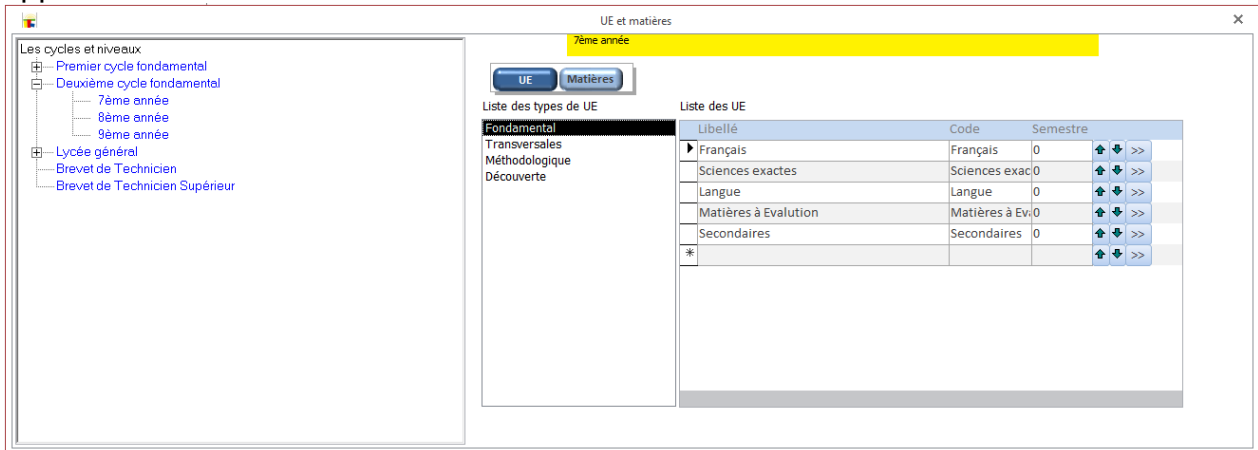 UE et matières
Les cycles et niveaux
Premier cycle fondamental
Deuxième cycle fondamental
7ème année
8ème année
9ème année
Lycée général
Brevet de Technicien
Brevet de Technicien Supérieur
7ème année
UE Matières
Liste des types de UE
Fondamental
Transversales
Méthodologique
Découverte
Liste des UE
Libellé Code Semestre
Français Français 0 >>
Sciences exactes Sciences exac 0 >>
Langue Langue 0 >>
Matières à Evalution Matières à Ev 0 >>
Secondaires Secondaires 0 >>
* >>